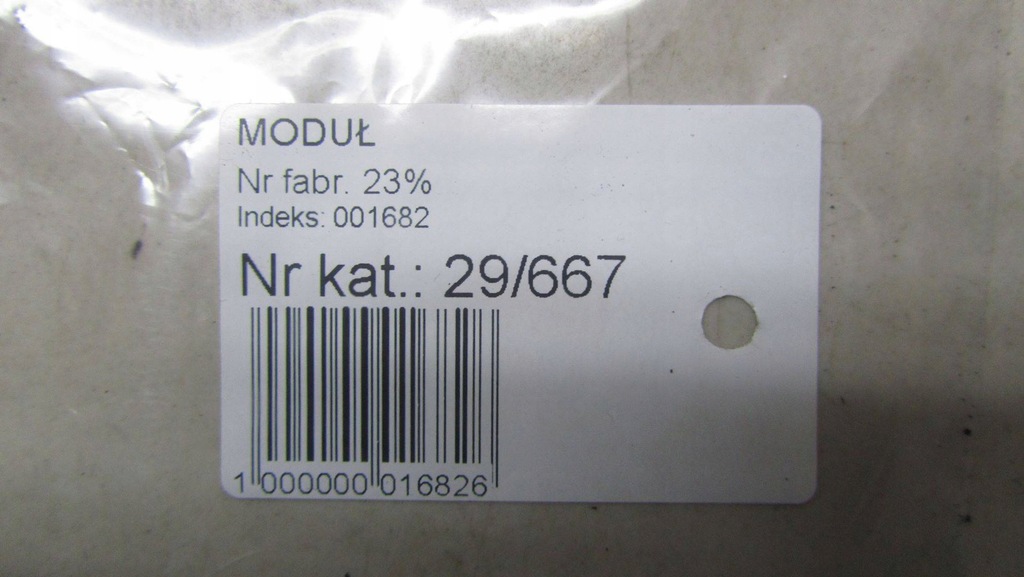 MODUŁ
Nr fabr. 23%
Indeks: 001682
Nr kat.: 29/667
1 000000 016826